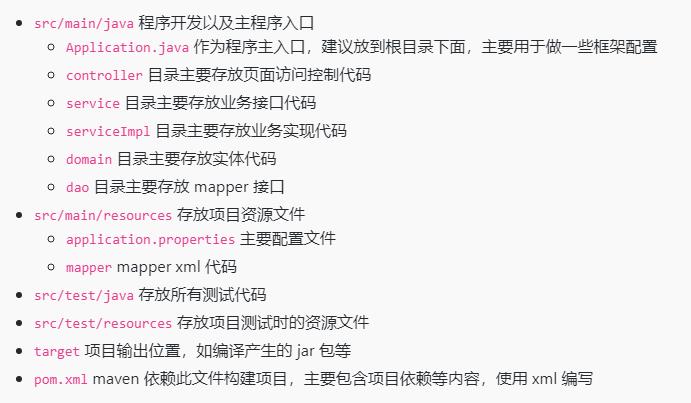 src/main/java 程序开发以及主程序入口
Application.java 作为程序主入口，建议放到根目录下面，主要用于做一些框架配置
controller 目录主要存放页面访问控制代码
service 目录主要存放业务接口代码
serviceImpl 目录主要存放业务实现代码
domain 目录主要存放实体代码
dao 目录主要存放 mapper 接口
src/main/resources 存放项目资源文件
application.properties 主要配置文件
mapper mapper xml 代码
src/test/java 存放所有测试代码
src/test/resources 存放项目测试时的资源文件
target 项目输出位置，如编译产生的 jar 包等
pom.xml maven 依赖此文件构建项目，主要包含项目依赖等内容，使用 xml 编写